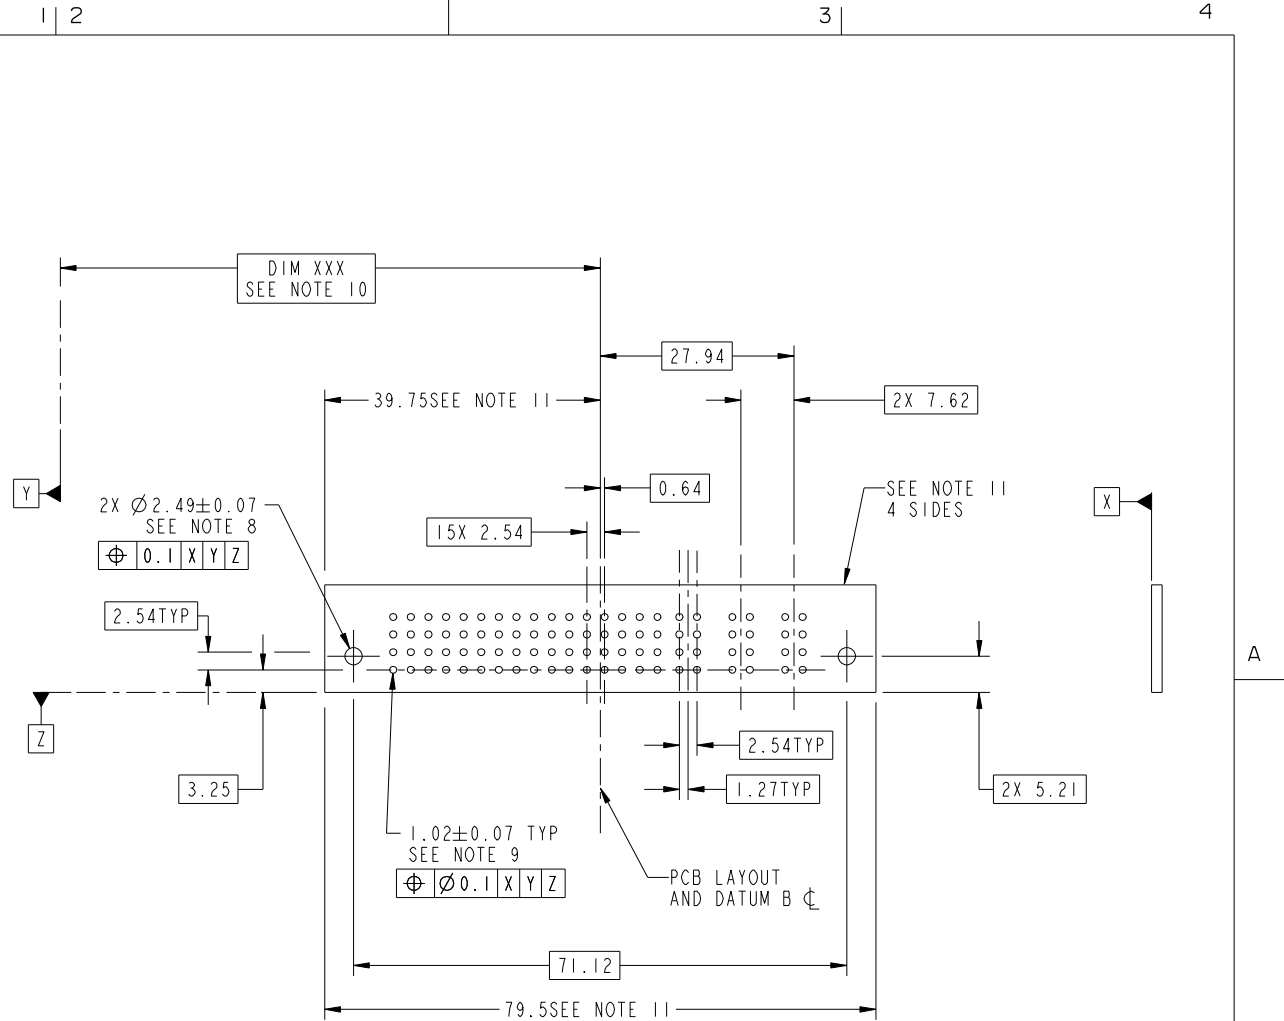 1 2 3 4
DIM XXX
SEE NOTE 10
27.94
39.75SEE NOTE 11
2X 7.62
Y
0.64
SEE NOTE 11
4 SIDES
X
2X Ø2.49±0.07
SEE NOTE 8
⌖ 0.1 X Y Z
15X 2.54
2.54TYP
A
Z
2.54TYP
3.25
1.27TYP
2X 5.21
1.02±0.07 TYP
SEE NOTE 9
⌖ Ø0.1 X Y Z
PCB LAYOUT
AND DATUM B ℄
71.12
79.5SEE NOTE 11